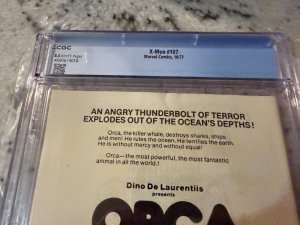 CGC
X-Men #107
Marvel Comics, 10/77
AN ANGRY THUNDERBOLT OF TERROR
EXPLODES OUT OF THE OCEAN'S DEPTHS!
Orca, the killer whale, destroys sharks, ships
and men! He rules the ocean. He terrifies the earth.
He is without mercy and without equal!
Orca—the most powerful, the most fantastic
animal in all the world!
Dino De Laurentiis
presents
ORCA